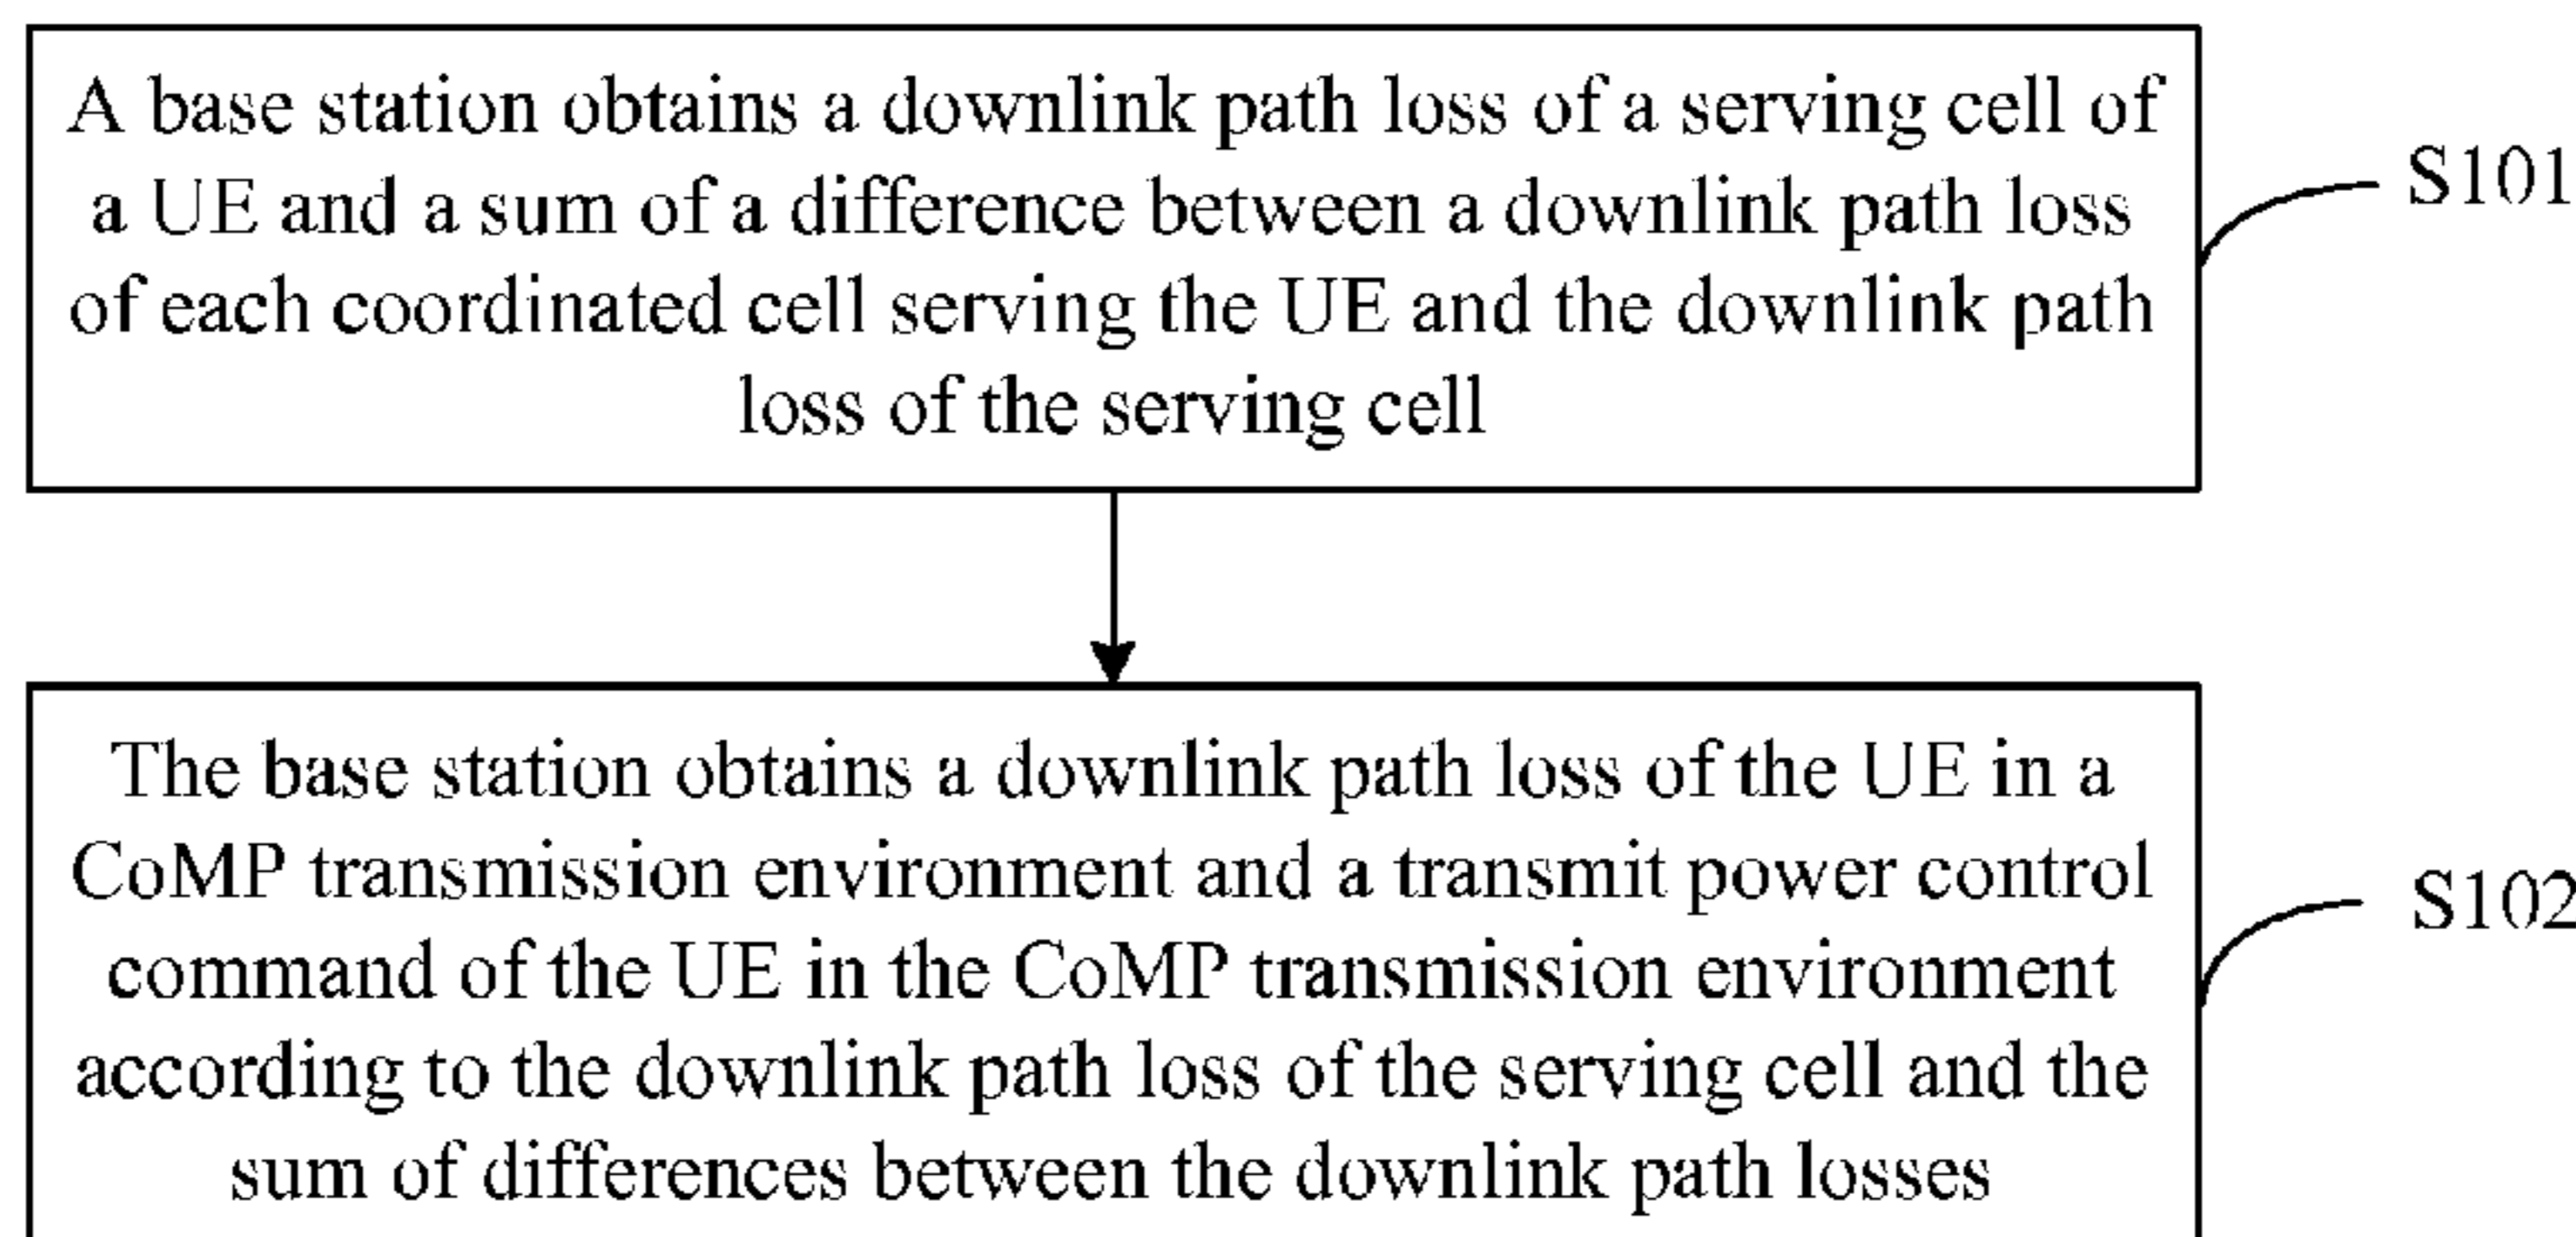 A base station obtains a downlink path loss of a serving cell of
a UE and a sum of a difference between a downlink path loss
of each coordinated cell serving the UE and the downlink path
loss of the serving cell
S101
The base station obtains a downlink path loss of the UE in a
CoMP transmission environment and a transmit power control
command of the UE in the CoMP transmission environment
according to the downlink path loss of the serving cell and the
sum of differences between the downlink path losses
S102